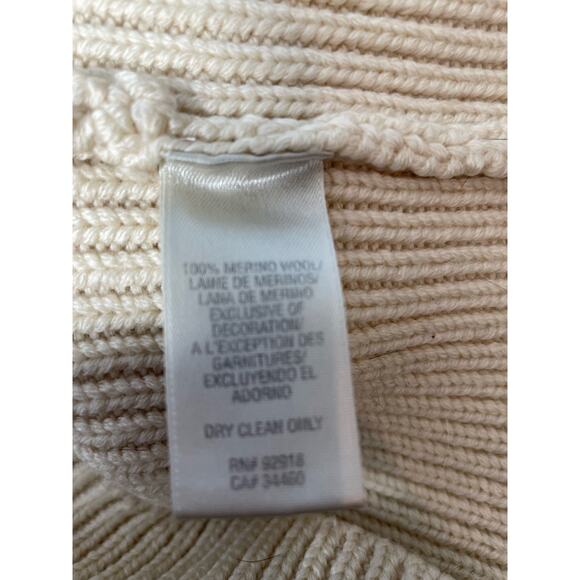 100% MERINO WOOL/
LAINE DE MERINOS/
LANA DE MERINO
EXCLUSIVE OF
DECORATION/
A L'EXCEPTION DES
GARNITURES/
EXCLUYENDO EL
ADORNO
DRY CLEAN ONLY
RN# 92918
CA# 34460